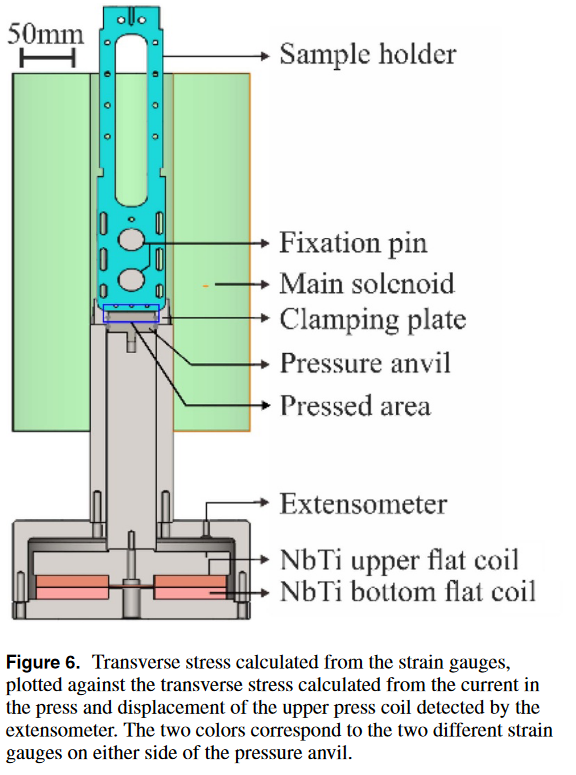 50mm
Sample holder
Fixation pin
Main solenoid
Clamping plate
Pressure anvil
Pressed area
Extensometer
NbTi upper flat coil
NbTi bottom flat coil
Figure 6. Transverse stress calculated from the strain gauges,
plotted against the transverse stress calculated from the current in
the press and displacement of the upper press coil detected by the
extensometer. The two colors correspond to the two different strain
gauges on either side of the pressure anvil.